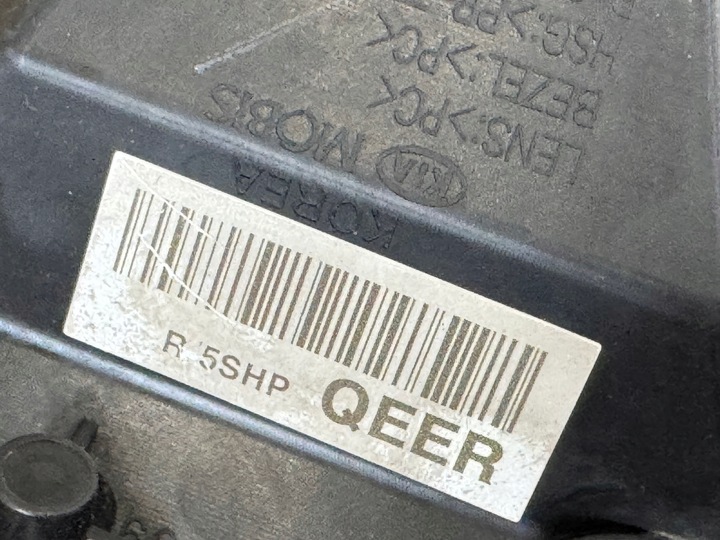 HSG:>PP
BEZEL:>PC<
LENS:>PC<
KIA MOBIS
KOREA
5SHP
QEER